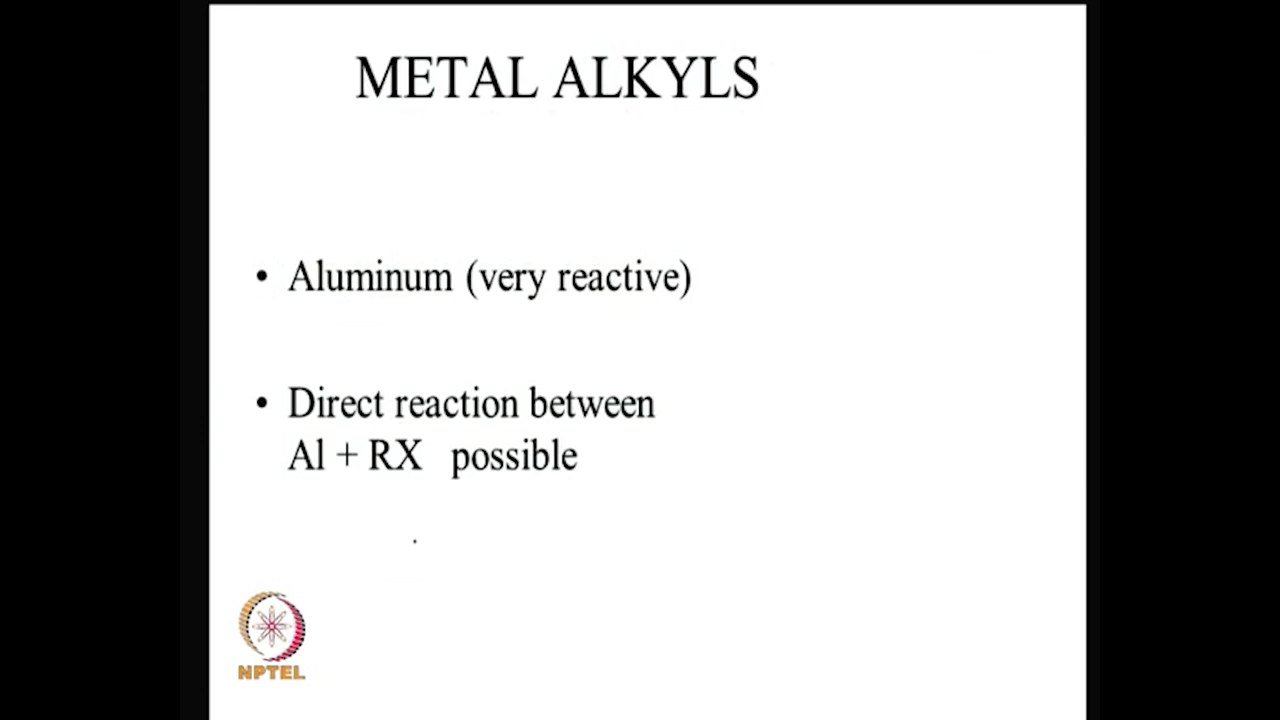 METAL ALKYLS
• Aluminum (very reactive)
• Direct reaction between
Al + RX possible
NPTEL